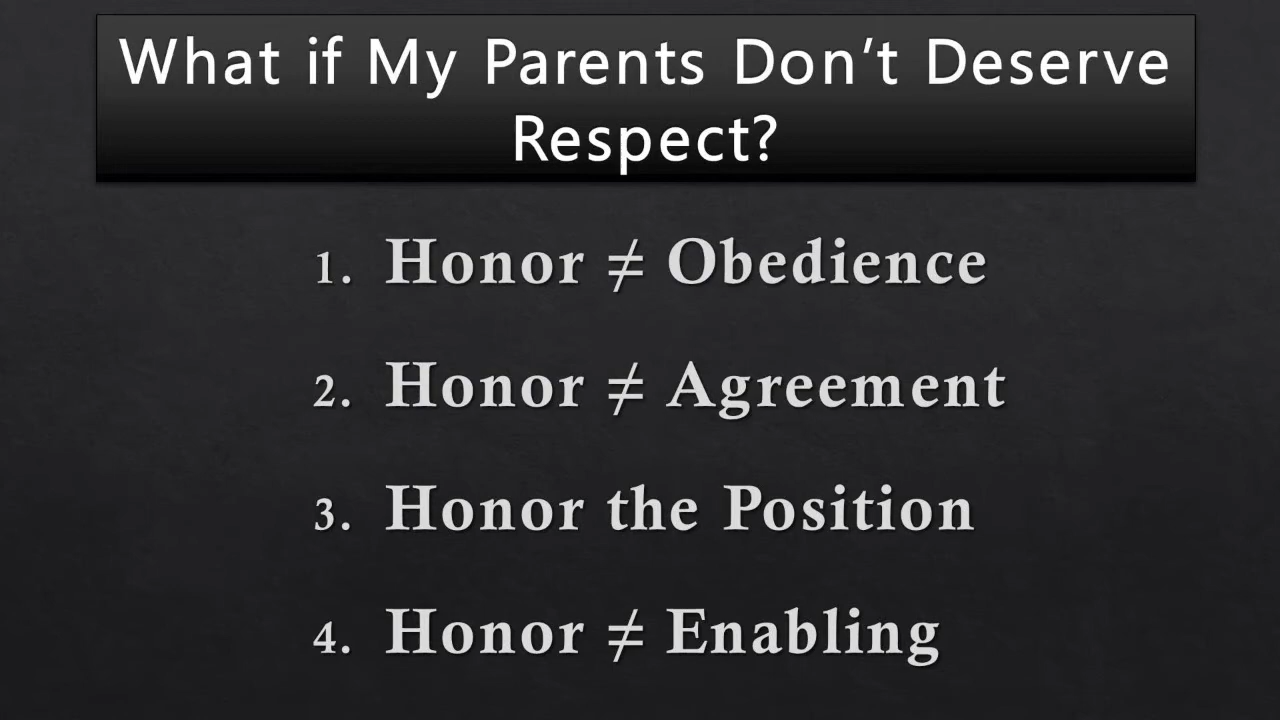 What if My Parents Don’t Deserve
Respect?
1. Honor ≠ Obedience
2. Honor ≠ Agreement
3. Honor the Position
4. Honor ≠ Enabling